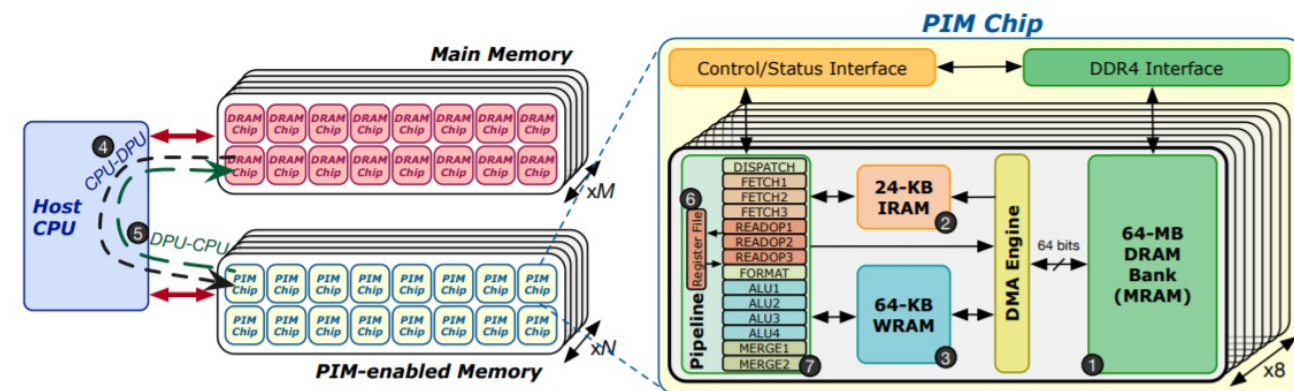 Main Memory
DRAM Chip DRAM Chip DRAM Chip DRAM Chip DRAM Chip DRAM Chip DRAM Chip DRAM Chip
DRAM Chip DRAM Chip DRAM Chip DRAM Chip DRAM Chip DRAM Chip DRAM Chip DRAM Chip
xM
4
CPU-DPU
Host
CPU
5
DPU-CPU
PIM Chip PIM Chip PIM Chip PIM Chip PIM Chip PIM Chip PIM Chip PIM Chip
PIM Chip PIM Chip PIM Chip PIM Chip PIM Chip PIM Chip PIM Chip PIM Chip
xN
PIM-enabled Memory
PIM Chip
Control/Status Interface
DDR4 Interface
6
Register File
Pipeline
DISPATCH
FETCH1
FETCH2
FETCH3
READOP1
READOP2
READOP3
FORMAT
ALU1
ALU2
ALU3
ALU4
MERGE1
MERGE2
7
24-KB
IRAM
2
64-KB
WRAM
3
DMA Engine
64 bits
64-MB
DRAM
Bank
(MRAM)
1
x8